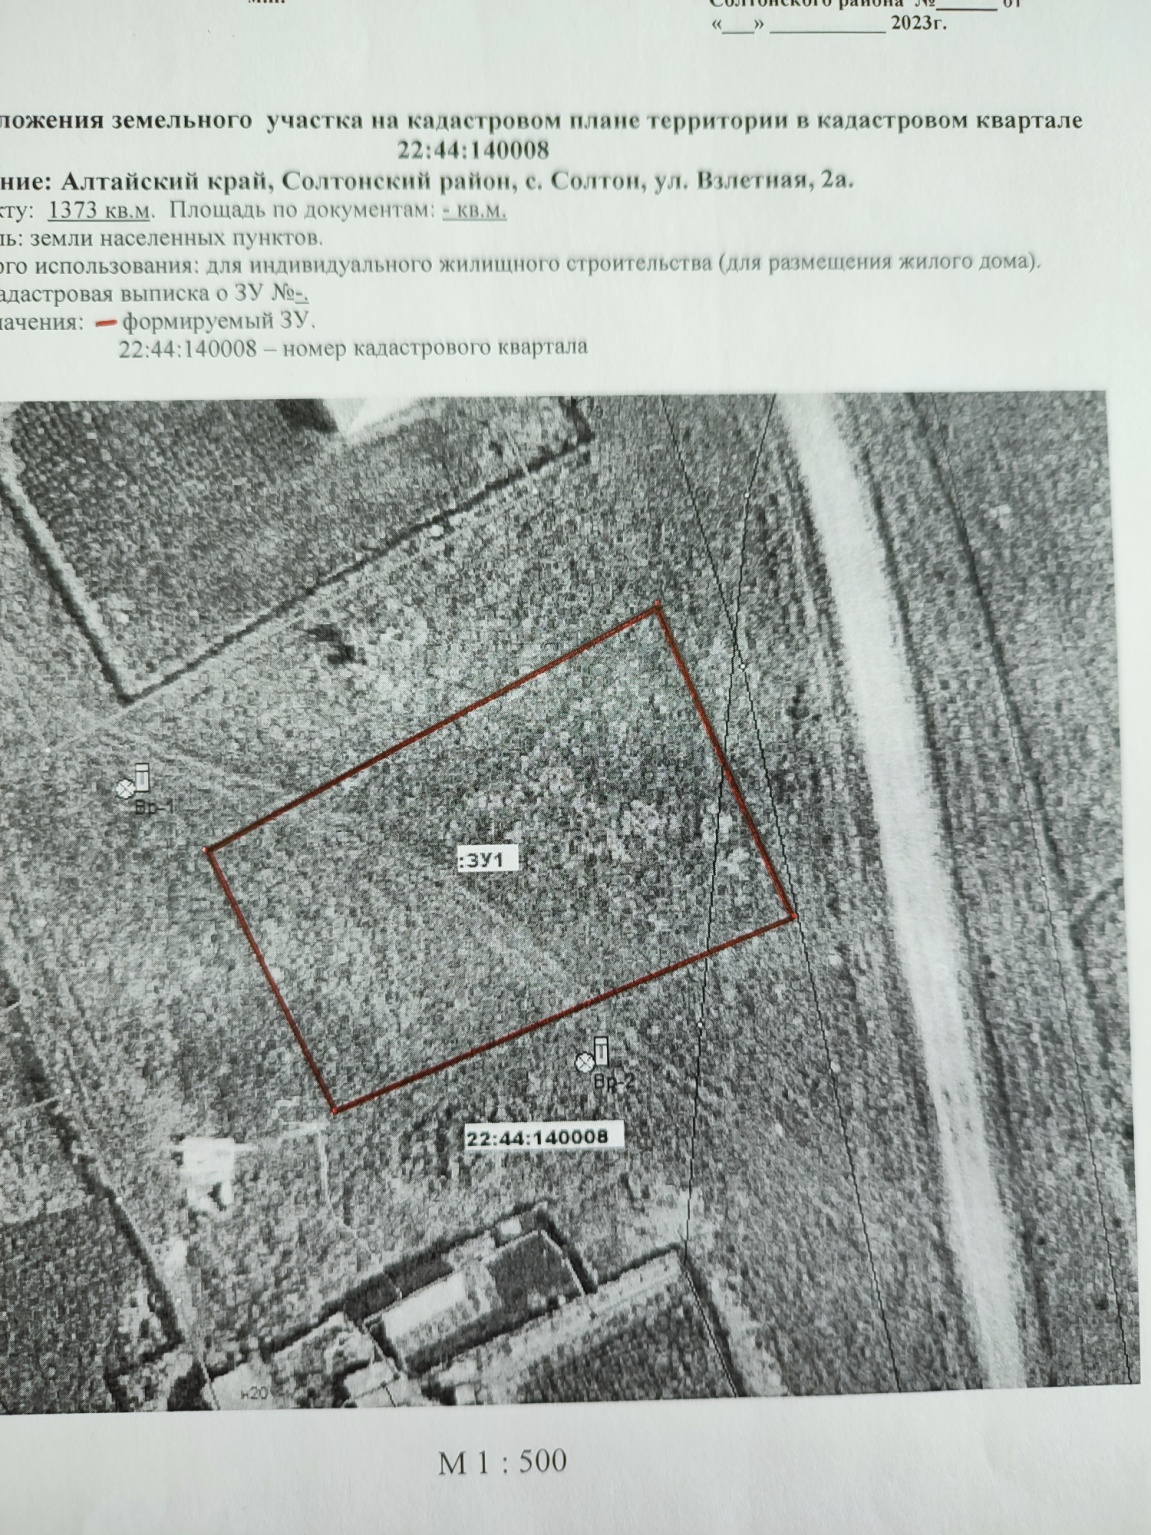 Солтонского района №______ от
«___» ____________ 2023г.
ложения земельного участка на кадастровом плане территории в кадастровом квартале
22:44:140008
ние: Алтайский край, Солтонский район, с. Солтон, ул. Взлетная, 2а.
кту: 1373 кв.м. Площадь по документам: - кв.м.
ль: земли населенных пунктов.
ого использования: для индивидуального жилищного строительства (для размещения жилого дома).
адастровая выписка о ЗУ №-.
начения: — формируемый ЗУ.
22:44:140008 – номер кадастрового квартала
Т
Вр-1
:ЗУ1
Т
Вр-2
22:44:140008
н20
М 1 : 500